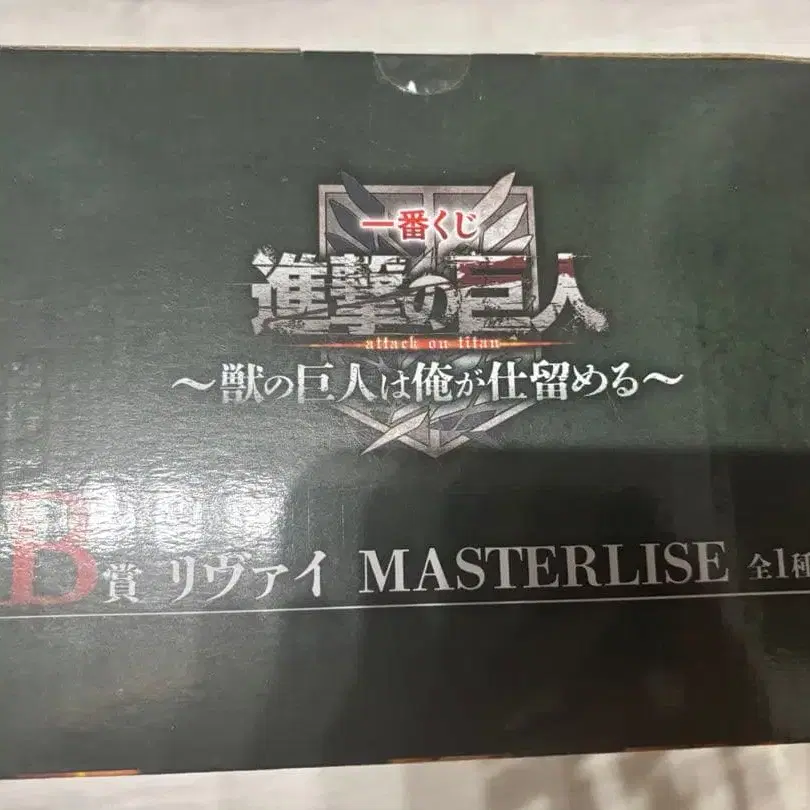 一番くじ
進撃の巨人
attack on titan
～獣の巨人は俺が仕留める～
B賞 リヴァイ MASTERLISE 全1種